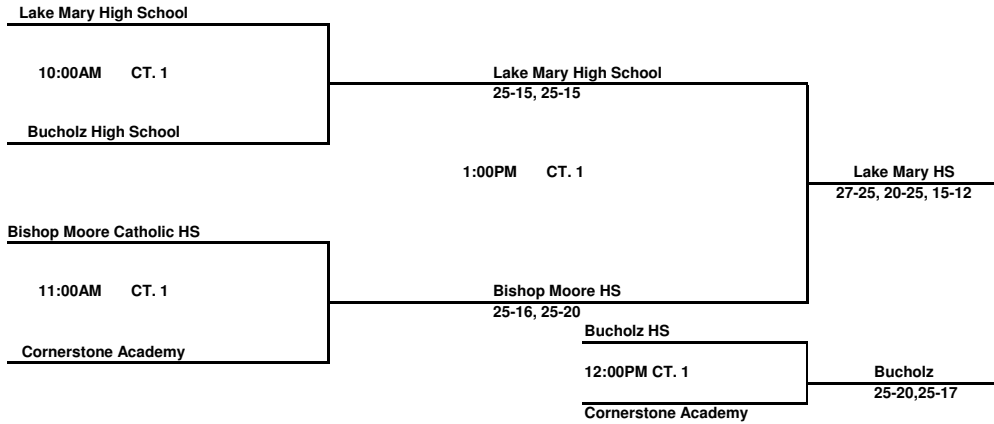 Lake Mary High School
10:00AM CT. 1
Lake Mary High School
25-15, 25-15
Bucholz High School
1:00PM CT. 1
Lake Mary HS
27-25, 20-25, 15-12
Bishop Moore Catholic HS
11:00AM CT. 1
Bishop Moore HS
25-16, 25-20
Bucholz HS
Cornerstone Academy
12:00PM CT. 1
Bucholz
25-20,25-17
Cornerstone Academy